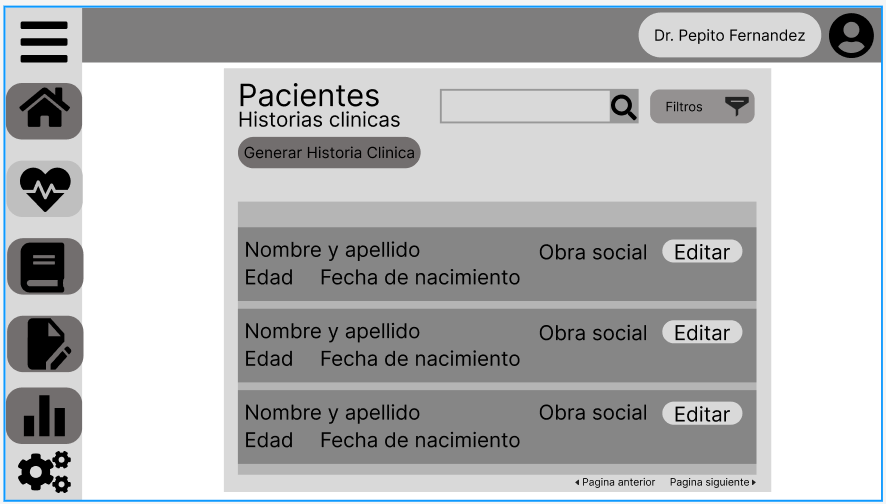 Dr. Pepito Fernandez
Pacientes
Historias clinicas
Filtros
Generar Historia Clinica
Nombre y apellido
Obra social
Editar
Edad Fecha de nacimiento
Nombre y apellido
Obra social
Editar
Edad Fecha de nacimiento
Nombre y apellido
Obra social
Editar
Edad Fecha de nacimiento
Pagina anterior Pagina siguiente